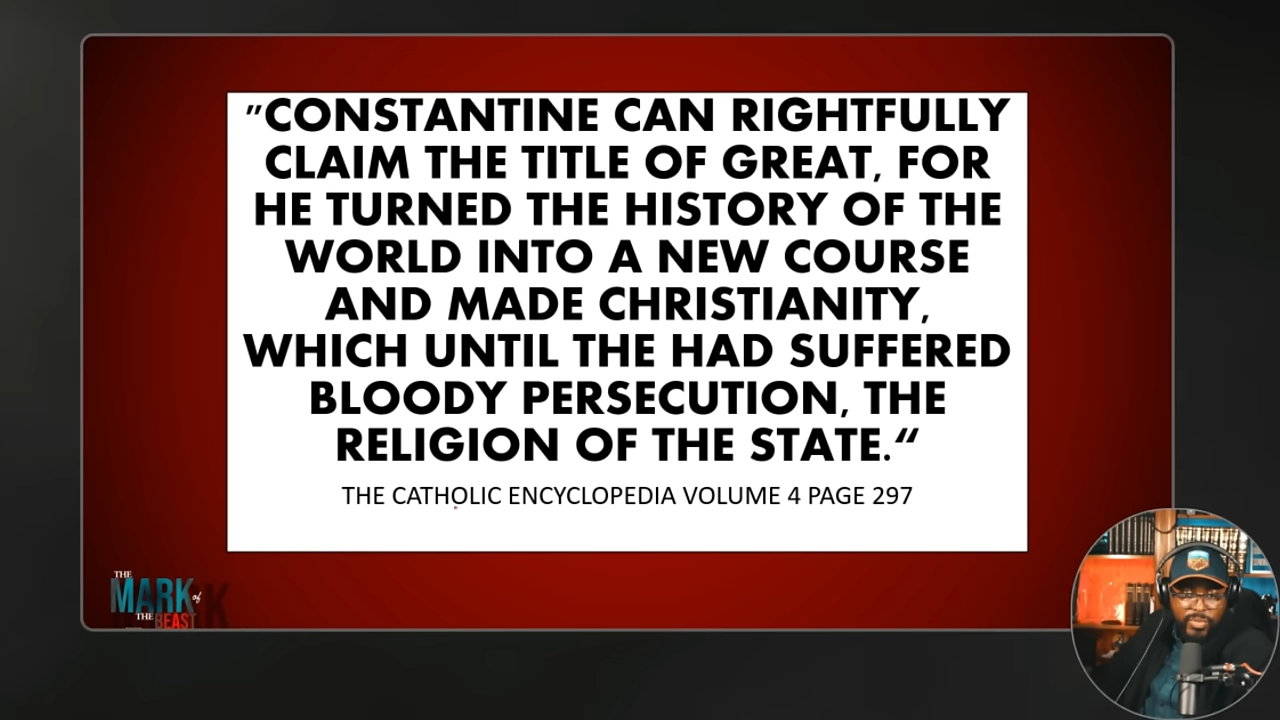 "CONSTANTINE CAN RIGHTFULLY
CLAIM THE TITLE OF GREAT, FOR
HE TURNED THE HISTORY OF THE
WORLD INTO A NEW COURSE
AND MADE CHRISTIANITY,
WHICH UNTIL THE HAD SUFFERED
BLOODY PERSECUTION, THE
RELIGION OF THE STATE.“
THE CATHOLIC ENCYCLOPEDIA VOLUME 4 PAGE 297
THE
MARK of
THE BEAST